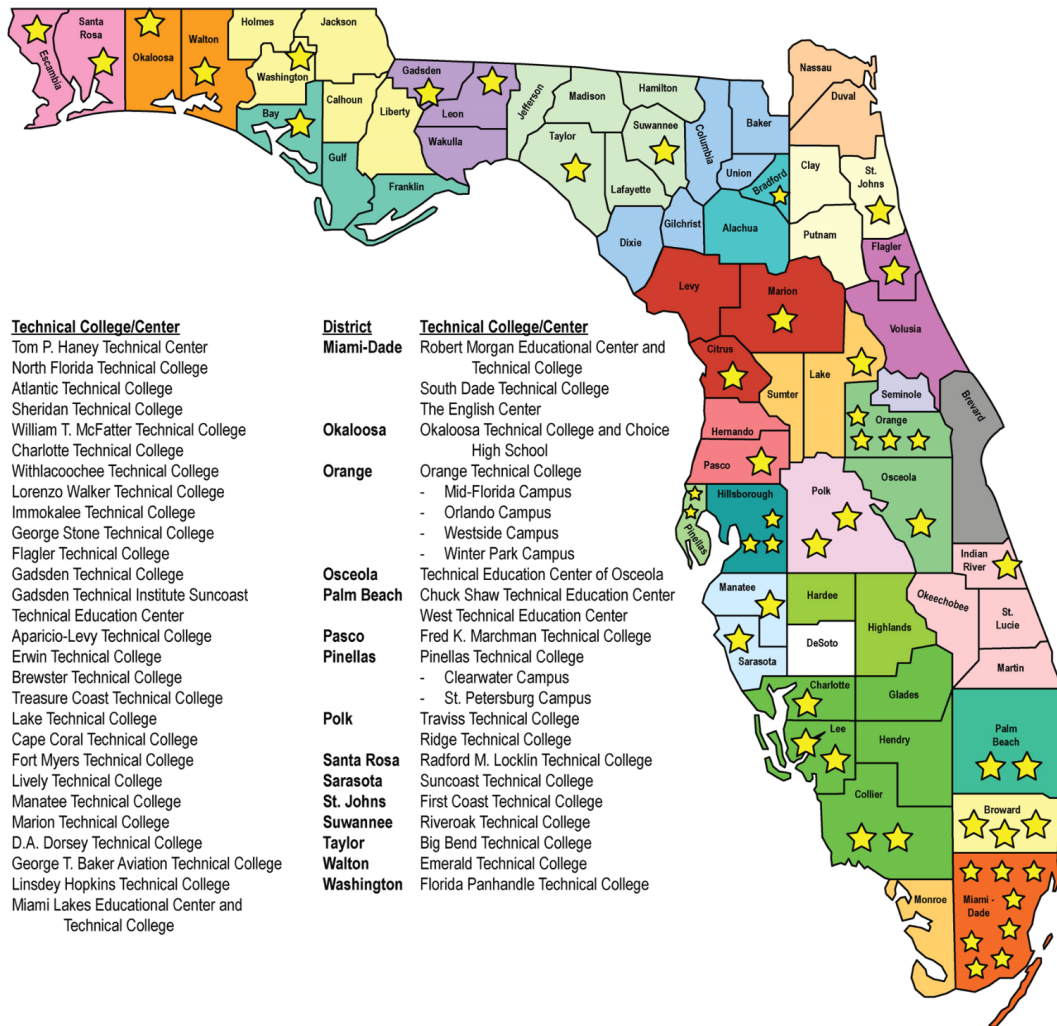 Escambia
Santa
Rosa
Okaloosa
Walton
Holmes
Jackson
Washington
Bay
Calhoun
Gulf
Liberty
Franklin
Gadsden
Leon
Wakulla
Jefferson
Madison
Hamilton
Taylor
Suwannee
Lafayette
Columbia
Baker
Union
Bradford
Nassau
Duval
Clay
St.
Johns
Dixie
Gilchrist
Alachua
Putnam
Flagler
Levy
Marion
Volusia
Citrus
Sumter
Lake
Seminole
Orange
Brevard
Hernando
Pasco
Pinellas
Hillsborough
Polk
Osceola
Indian
River
Manatee
Hardee
Okeechobee
St.
Lucie
Highlands
DeSoto
Sarasota
Martin
Charlotte
Glades
Lee
Hendry
Palm
Beach
Collier
Broward
Monroe
Miami -
Dade
Technical College/Center
Tom P. Haney Technical Center
North Florida Technical College
Atlantic Technical College
Sheridan Technical College
William T. McFatter Technical College
Charlotte Technical College
Withlacoochee Technical College
Lorenzo Walker Technical College
Immokalee Technical College
George Stone Technical College
Flagler Technical College
Gadsden Technical College
Gadsden Technical Institute Suncoast
Technical Education Center
Aparicio-Levy Technical College
Erwin Technical College
Brewster Technical College
Treasure Coast Technical College
Lake Technical College
Cape Coral Technical College
Fort Myers Technical College
Lively Technical College
Manatee Technical College
Marion Technical College
D.A. Dorsey Technical College
George T. Baker Aviation Technical College
Linsdey Hopkins Technical College
Miami Lakes Educational Center and
Technical College
District Technical College/Center
Miami-Dade Robert Morgan Educational Center and
Technical College
South Dade Technical College
The English Center
Okaloosa Okaloosa Technical College and Choice
High School
Orange Orange Technical College
- Mid-Florida Campus
- Orlando Campus
- Westside Campus
- Winter Park Campus
Osceola Technical Education Center of Osceola
Palm Beach Chuck Shaw Technical Education Center
West Technical Education Center
Pasco Fred K. Marchman Technical College
Pinellas Pinellas Technical College
- Clearwater Campus
- St. Petersburg Campus
Polk Traviss Technical College
Ridge Technical College
Santa Rosa Radford M. Locklin Technical College
Sarasota Suncoast Technical College
St. Johns First Coast Technical College
Suwannee Riveroak Technical College
Taylor Big Bend Technical College
Walton Emerald Technical College
Washington Florida Panhandle Technical College